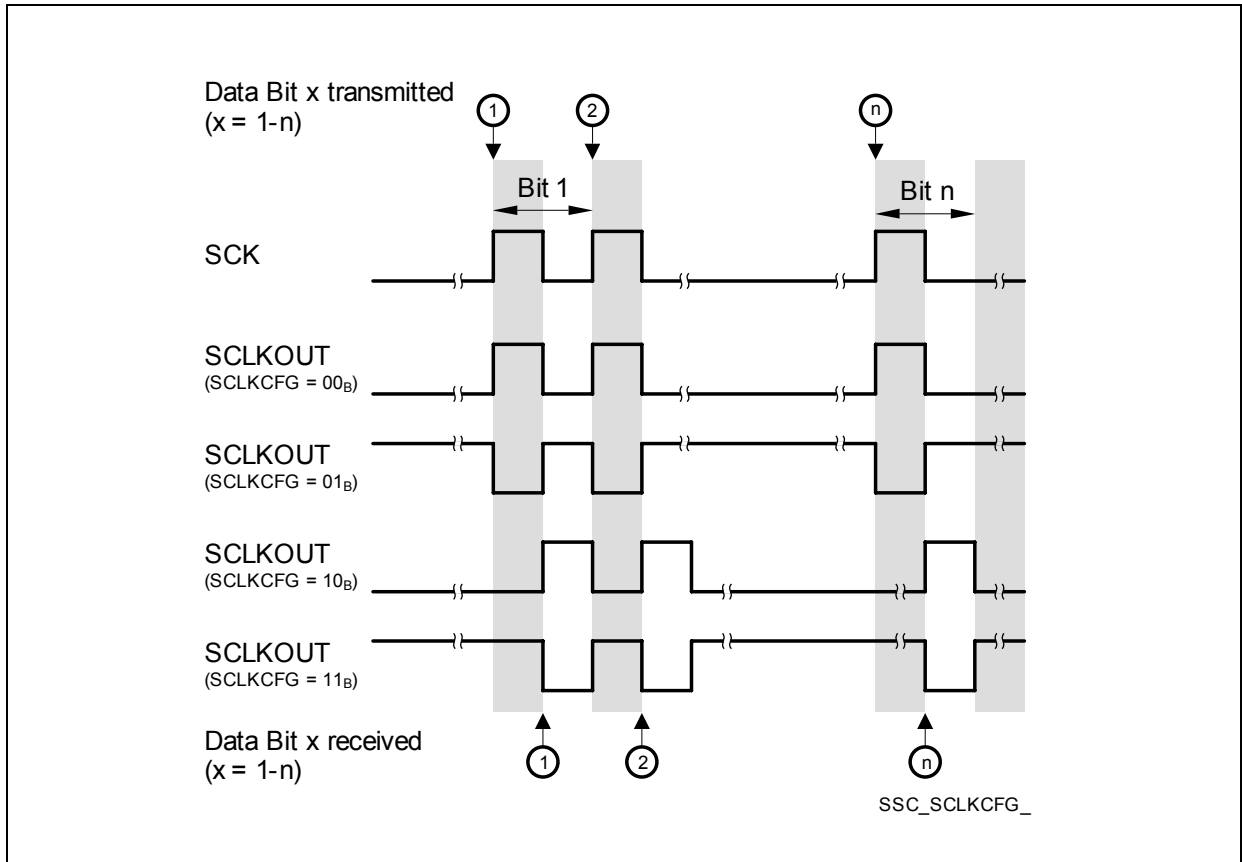 Data Bit x transmitted
(x = 1-n)
1
2
n
Bit 1
Bit n
SCK
SCLKOUT
(SCLKCFG = 00B)
SCLKOUT
(SCLKCFG = 01B)
SCLKOUT
(SCLKCFG = 10B)
SCLKOUT
(SCLKCFG = 11B)
Data Bit x received
(x = 1-n)
1
2
n
SSC_SCLKCFG_